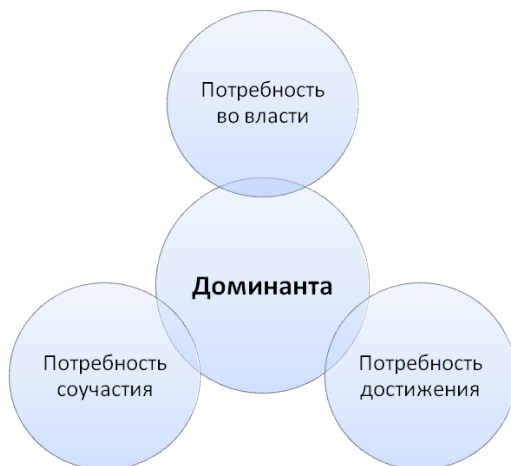 Потребность
во власти
Доминанта
Потребность
соучастия
Потребность
достижения